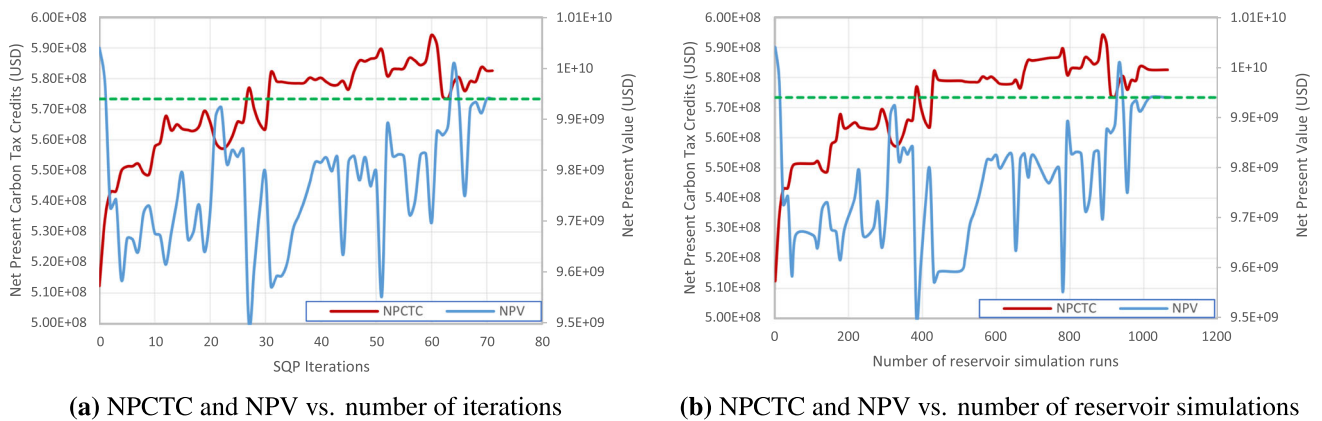 6.00E+08
5.90E+08
5.80E+08
5.70E+08
5.60E+08
5.50E+08
5.40E+08
5.30E+08
5.20E+08
5.10E+08
5.00E+08
Net Present Carbon Tax Credits (USD)
1.01E+10
1E+10
9.9E+09
9.8E+09
9.7E+09
9.6E+09
9.5E+09
Net Present Value (USD)
NPCTC NPV
0 10 20 30 40 50 60 70 80
SQP Iterations
(a) NPCTC and NPV vs. number of iterations
6.00E+08
5.90E+08
5.80E+08
5.70E+08
5.60E+08
5.50E+08
5.40E+08
5.30E+08
5.20E+08
5.10E+08
5.00E+08
Net Present Carbon Tax Credits (USD)
1.01E+10
1E+10
9.9E+09
9.8E+09
9.7E+09
9.6E+09
9.5E+09
Net Present Value (USD)
NPCTC NPV
0 200 400 600 800 1000 1200
Number of reservoir simulation runs
(b) NPCTC and NPV vs. number of reservoir simulations